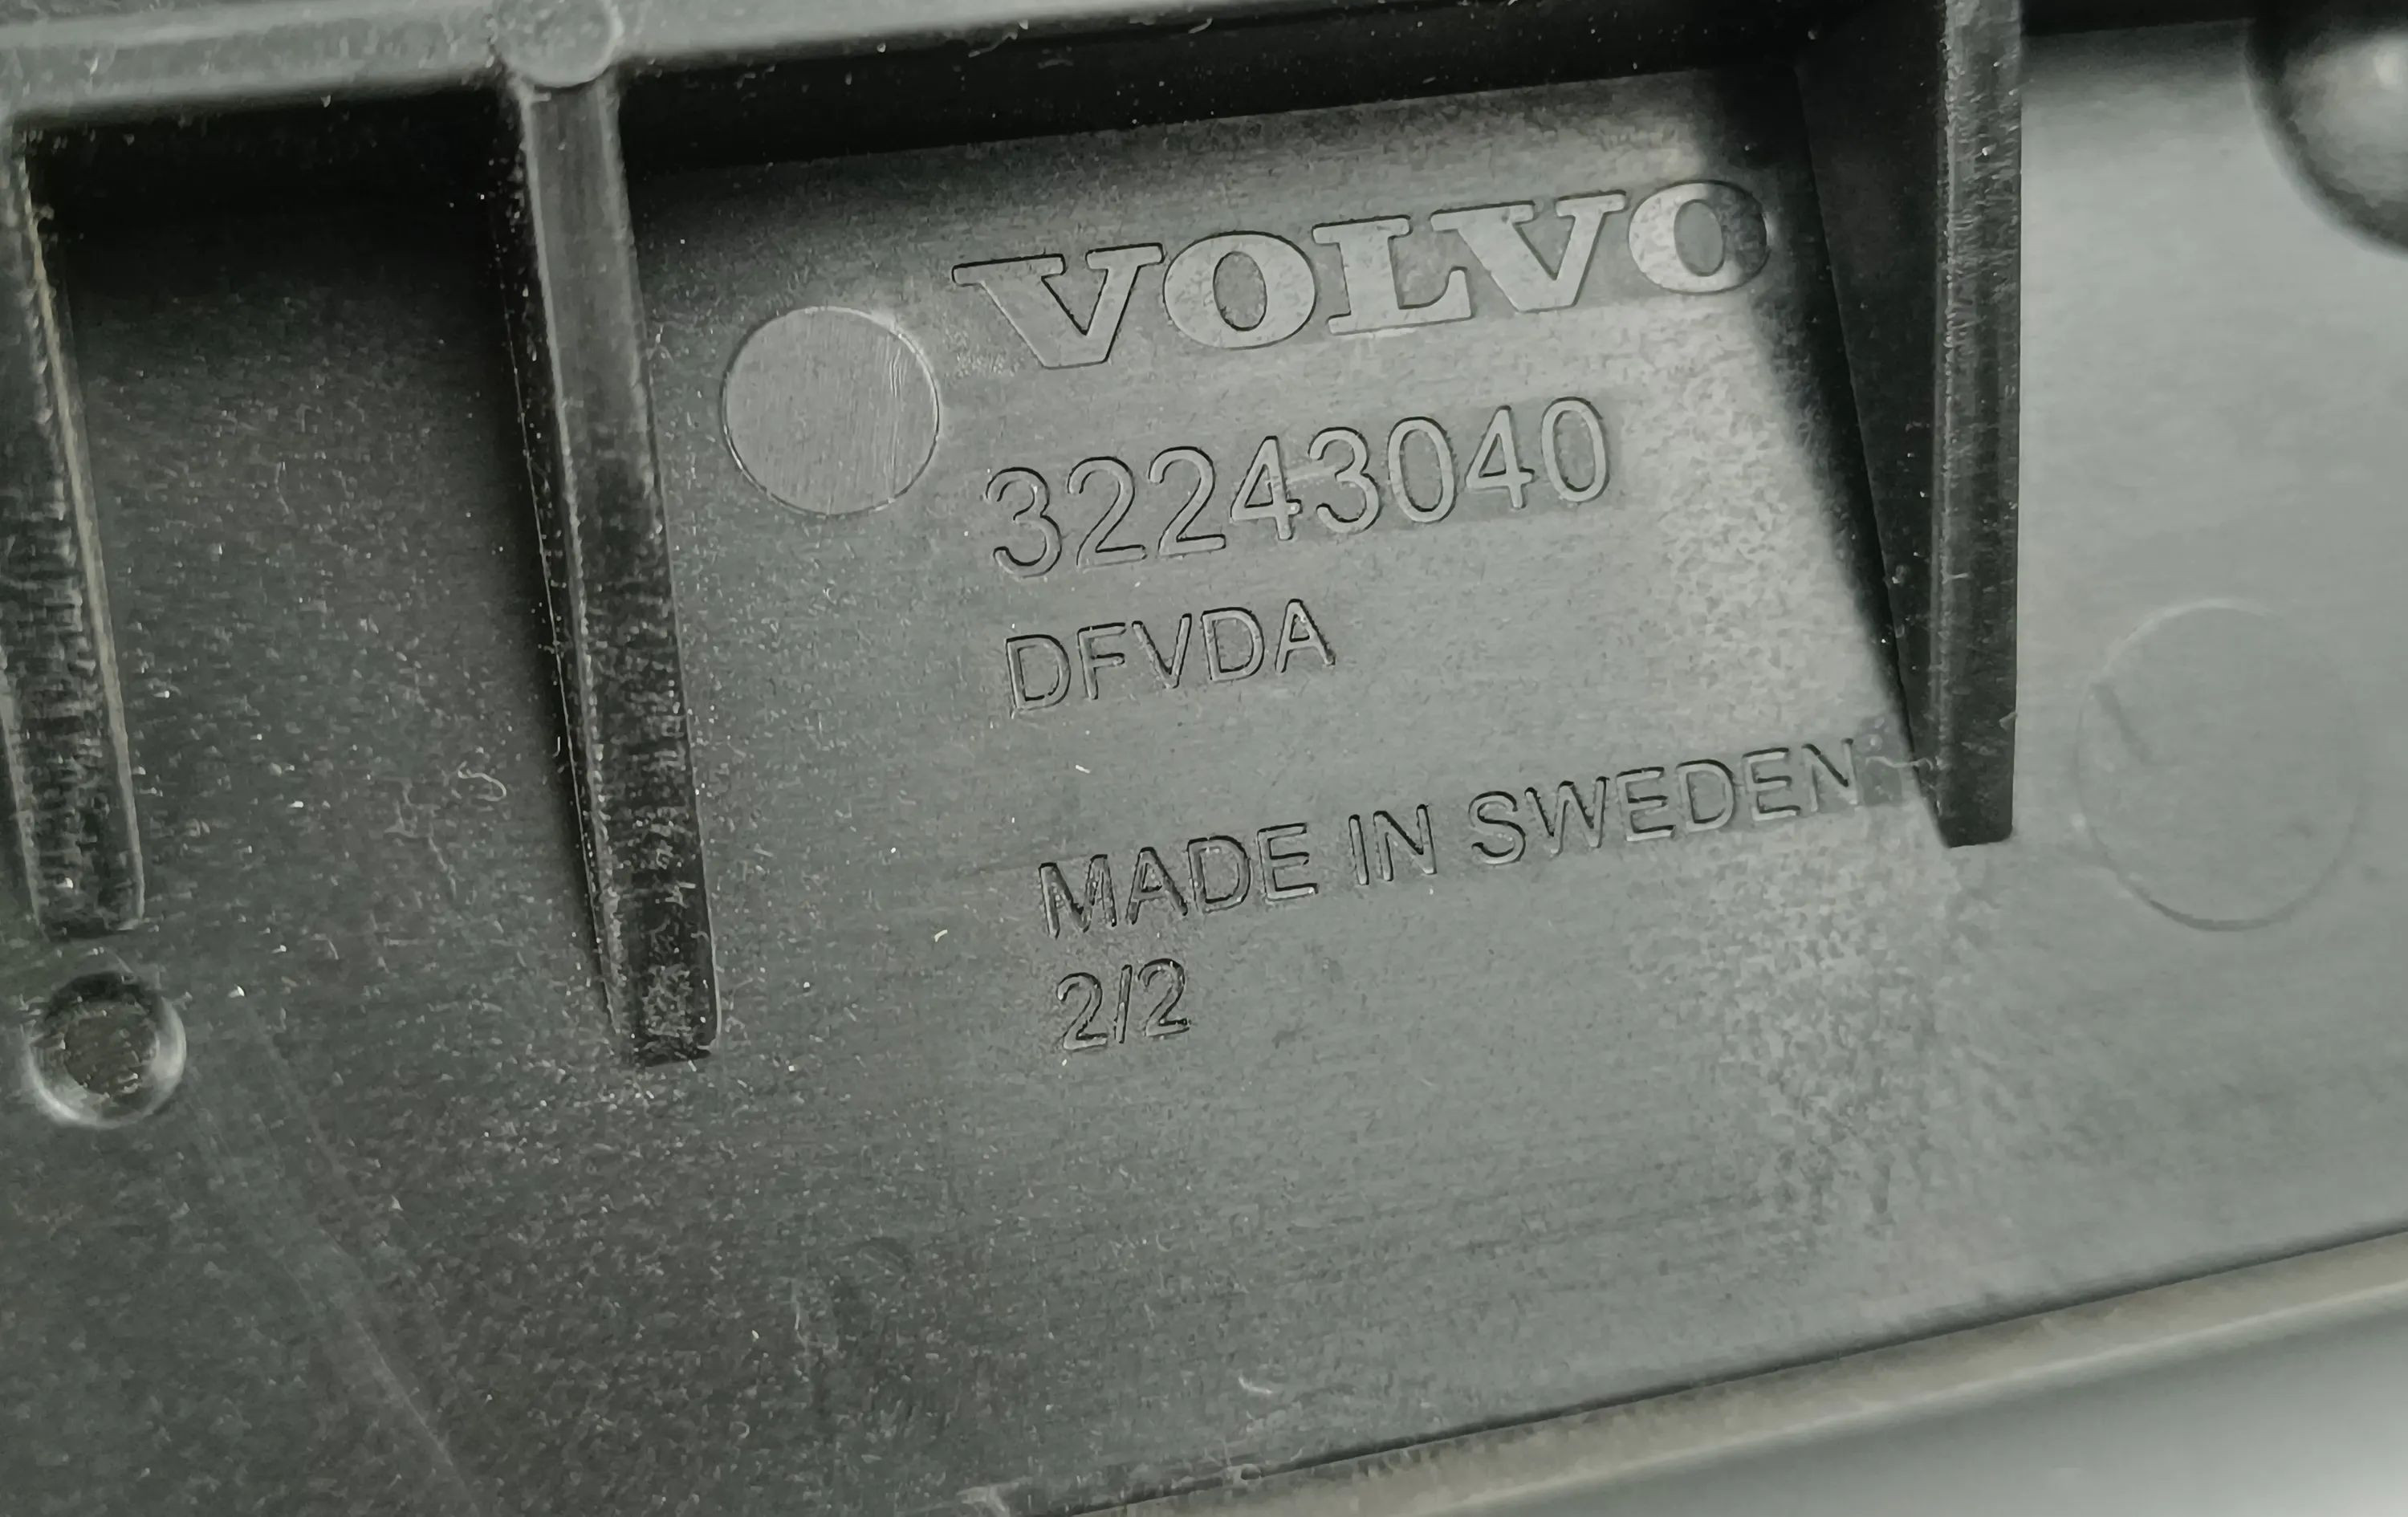 VOLVO
32243040
DFVDA
MADE IN SWEDEN
2/2